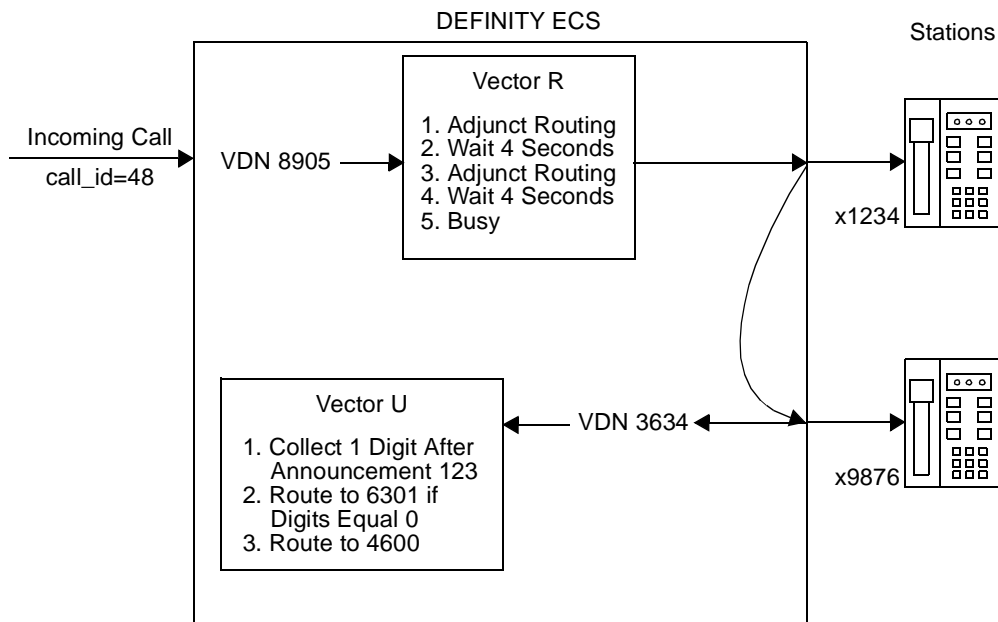 DEFINITY ECS
Stations
Incoming Call
call_id=48
VDN 8905
Vector R
1. Adjunct Routing
2. Wait 4 Seconds
3. Adjunct Routing
4. Wait 4 Seconds
5. Busy
x1234
Vector U
1. Collect 1 Digit After
Announcement 123
2. Route to 6301 if
Digits Equal 0
3. Route to 4600
VDN 3634
x9876